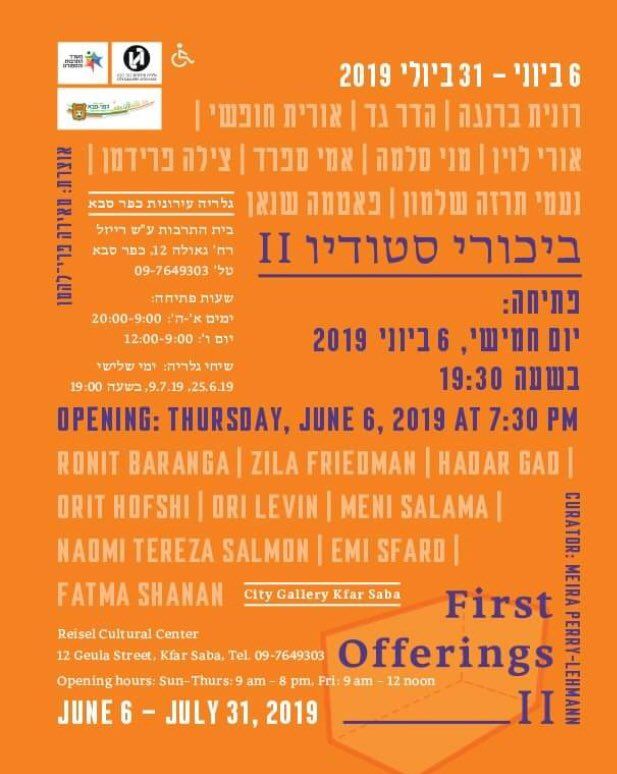 משרד
התרבות
והספורט
6 ביוני – 31 ביולי 2019
רונית ברנגה | הדר גד | אורית חופשי |
אורי לוין | מני סלמה | אמי ספרד | צילה פרידמן |
נעמי תרזה שלמון | פאטמה שנאן
ביכורי סטודיו II
אוצרת: מאירה פרי-להמן
גלריה עירונית כפר סבא
בית התרבות ע"ש רייזל
רח' גאולה 12, כפר סבא
טל' 09-7649303
שעות פתיחה:
ימים א'-ה': 20:00-9:00
יום ו': 12:00-9:00
שיחי גלריה: ימי שלישי
25.6.19, 9.7.19, בשעה 19:00
פתיחה:
יום חמישי, 6 ביוני 2019
בשעה 19:30
OPENING: THURSDAY, JUNE 6, 2019 AT 7:30 PM
RONIT BARANGA | ZILA FRIEDMAN | HADAR GAD |
ORIT HOFSHI | ORI LEVIN | MENI SALAMA |
NAOMI TEREZA SALMON | EMI SFARD |
FATMA SHANAN
City Gallery Kfar Saba
Reisel Cultural Center
12 Geula Street, Kfar Saba, Tel. 09-7649303
Opening hours: Sun-Thurs: 9 am – 8 pm, Fri: 9 am – 12 noon
JUNE 6 – JULY 31, 2019
First
Offerings
II
CURATOR: MEIRA PERRY-LEHMANN